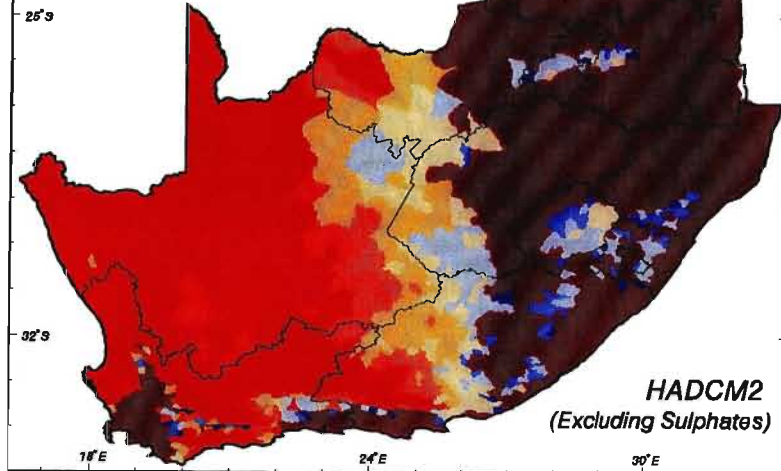 25°S
32°S
HADCM2
(Excluding Sulphates)
18°E
24°E
30°E